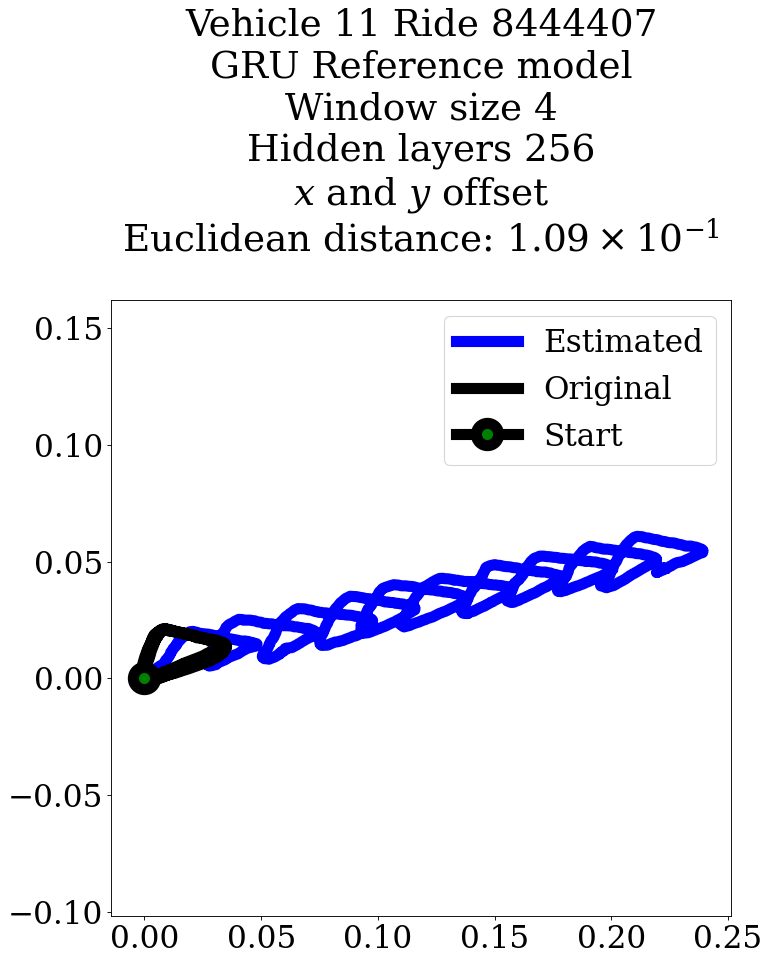 Vehicle 11 Ride 8444407
GRU Reference model
Window size 4
Hidden layers 256
x and y offset
Euclidean distance: 1.09 × 10⁻¹
Estimated
Original
Start
0.15
0.10
0.05
0.00
−0.05
−0.10
0.00 0.05 0.10 0.15 0.20 0.25